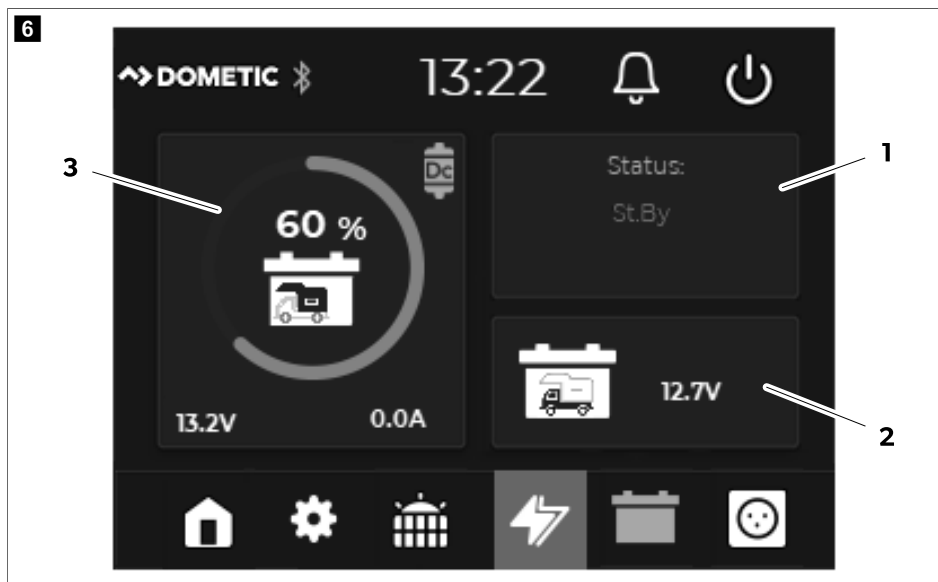 6
DOMETIC 13:22
3
Dc
60 %
13.2V 0.0A
Status:
St.By
1
12.7V
2